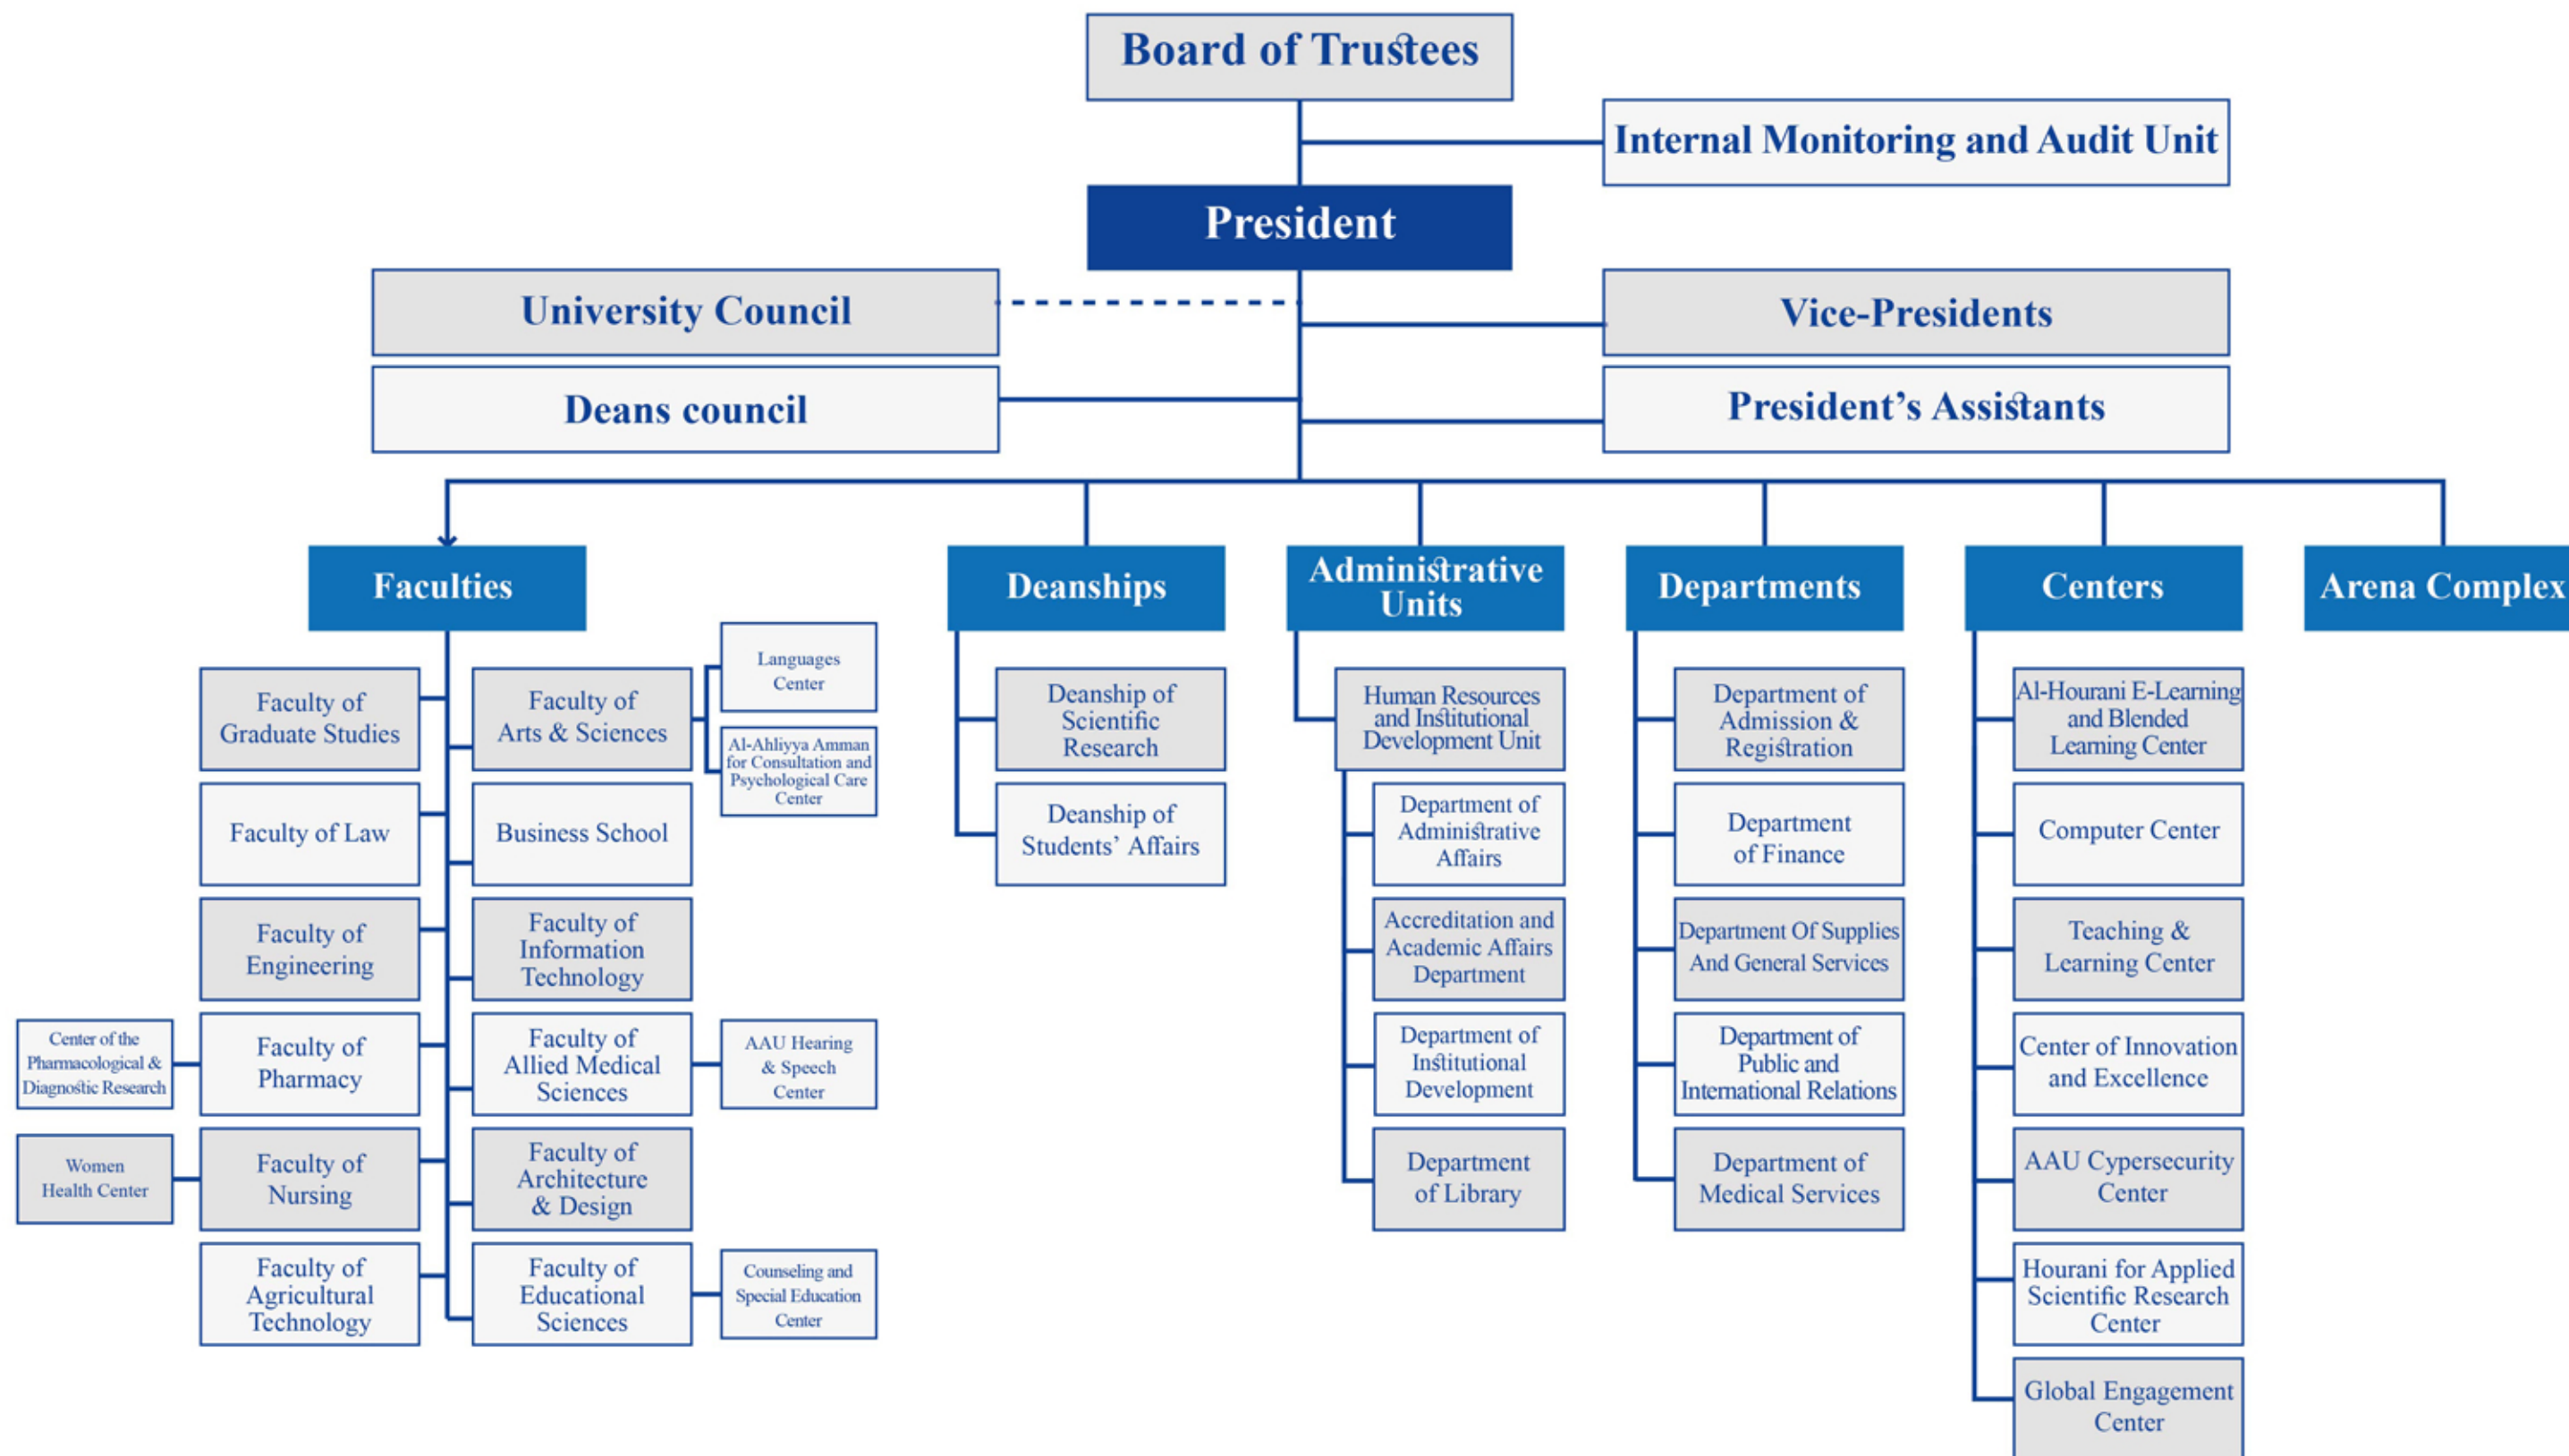 Board of Trustees
Internal Monitoring and Audit Unit
President
University Council
Vice-Presidents
Deans council
President's Assistants
Faculties
Deanships
Administrative
Units
Departments
Centers
Arena Complex
Faculty of
Graduate Studies
Faculty of
Arts & Sciences
Languages
Center
Al-Ahliyya Amman
for Consultation and
Psychological Care
Center
Faculty of Law
Business School
Faculty of
Engineering
Faculty of
Information
Technology
Center of the
Pharmacological &
Diagnostic Research
Faculty of
Pharmacy
Faculty of
Allied Medical
Sciences
AAU Hearing
& Speech
Center
Women
Health Center
Faculty of
Nursing
Faculty of
Architecture
& Design
Faculty of
Agricultural
Technology
Faculty of
Educational
Sciences
Counseling and
Special Education
Center
Deanship of
Scientific
Research
Deanship of
Students' Affairs
Human Resources
and Institutional
Development Unit
Department of
Administrative
Affairs
Accreditation and
Academic Affairs
Department
Department of
Institutional
Development
Department
of Library
Department of
Admission &
Registration
Department
of Finance
Department Of Supplies
And General Services
Department of
Public and
International Relations
Department of
Medical Services
Al-Hourani E-Learning
and Blended
Learning Center
Computer Center
Teaching &
Learning Center
Center of Innovation
and Excellence
AAU Cypersecurity
Center
Hourani for Applied
Scientific Research
Center
Global Engagement
Center